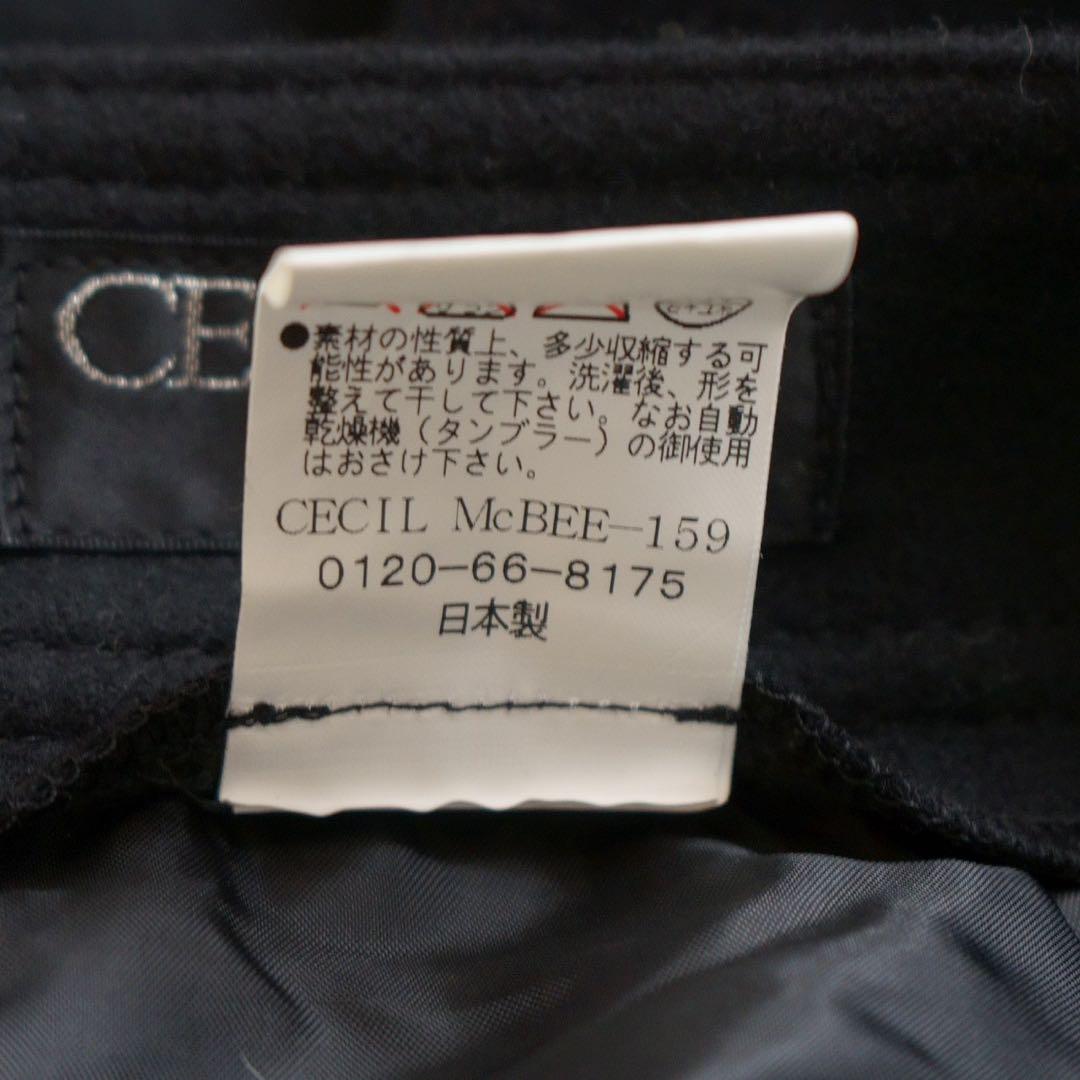 CE
●素材の性質上、多少収縮する可
能性があります。洗濯後、形を
整えて干して下さい。なお自動
乾燥機（タンブラー）の御使用
はおさけ下さい。
CECIL McBEE-159
0120-66-8175
日本製